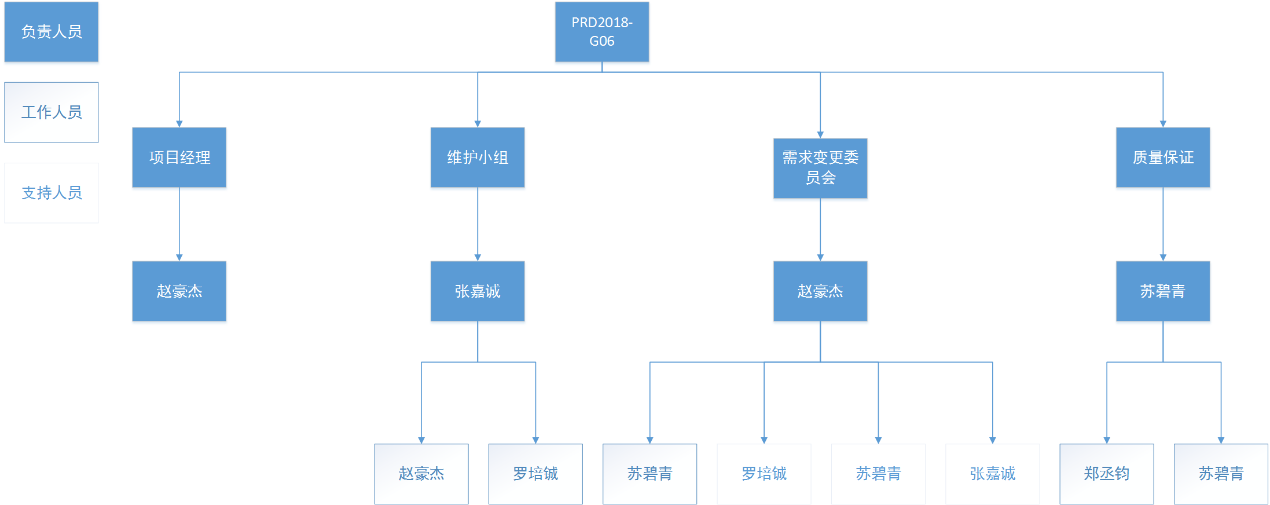 负责人员
PRD2018-
G06
工作人员
项目经理
维护小组
需求变更委
员会
质量保证
支持人员
赵豪杰
张嘉诚
赵豪杰
苏碧青
赵豪杰
罗培铖
苏碧青
罗培铖
苏碧青
张嘉诚
郑丞钧
苏碧青